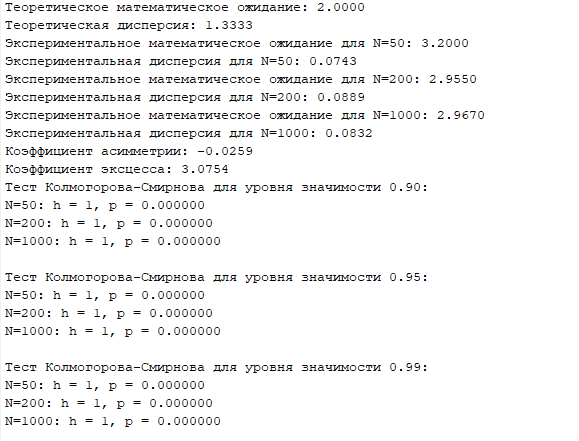 Теоретическое математическое ожидание: 2.0000
Теоретическая дисперсия: 1.3333
Экспериментальное математическое ожидание для N=50: 3.2000
Экспериментальная дисперсия для N=50: 0.0743
Экспериментальное математическое ожидание для N=200: 2.9550
Экспериментальная дисперсия для N=200: 0.0889
Экспериментальное математическое ожидание для N=1000: 2.9670
Экспериментальная дисперсия для N=1000: 0.0832
Коэффициент асимметрии: -0.0259
Коэффициент эксцесса: 3.0754
Тест Колмогорова-Смирнова для уровня значимости 0.90:
N=50: h = 1, p = 0.000000
N=200: h = 1, p = 0.000000
N=1000: h = 1, p = 0.000000
Тест Колмогорова-Смирнова для уровня значимости 0.95:
N=50: h = 1, p = 0.000000
N=200: h = 1, p = 0.000000
N=1000: h = 1, p = 0.000000
Тест Колмогорова-Смирнова для уровня значимости 0.99:
N=50: h = 1, p = 0.000000
N=200: h = 1, p = 0.000000
N=1000: h = 1, p = 0.000000